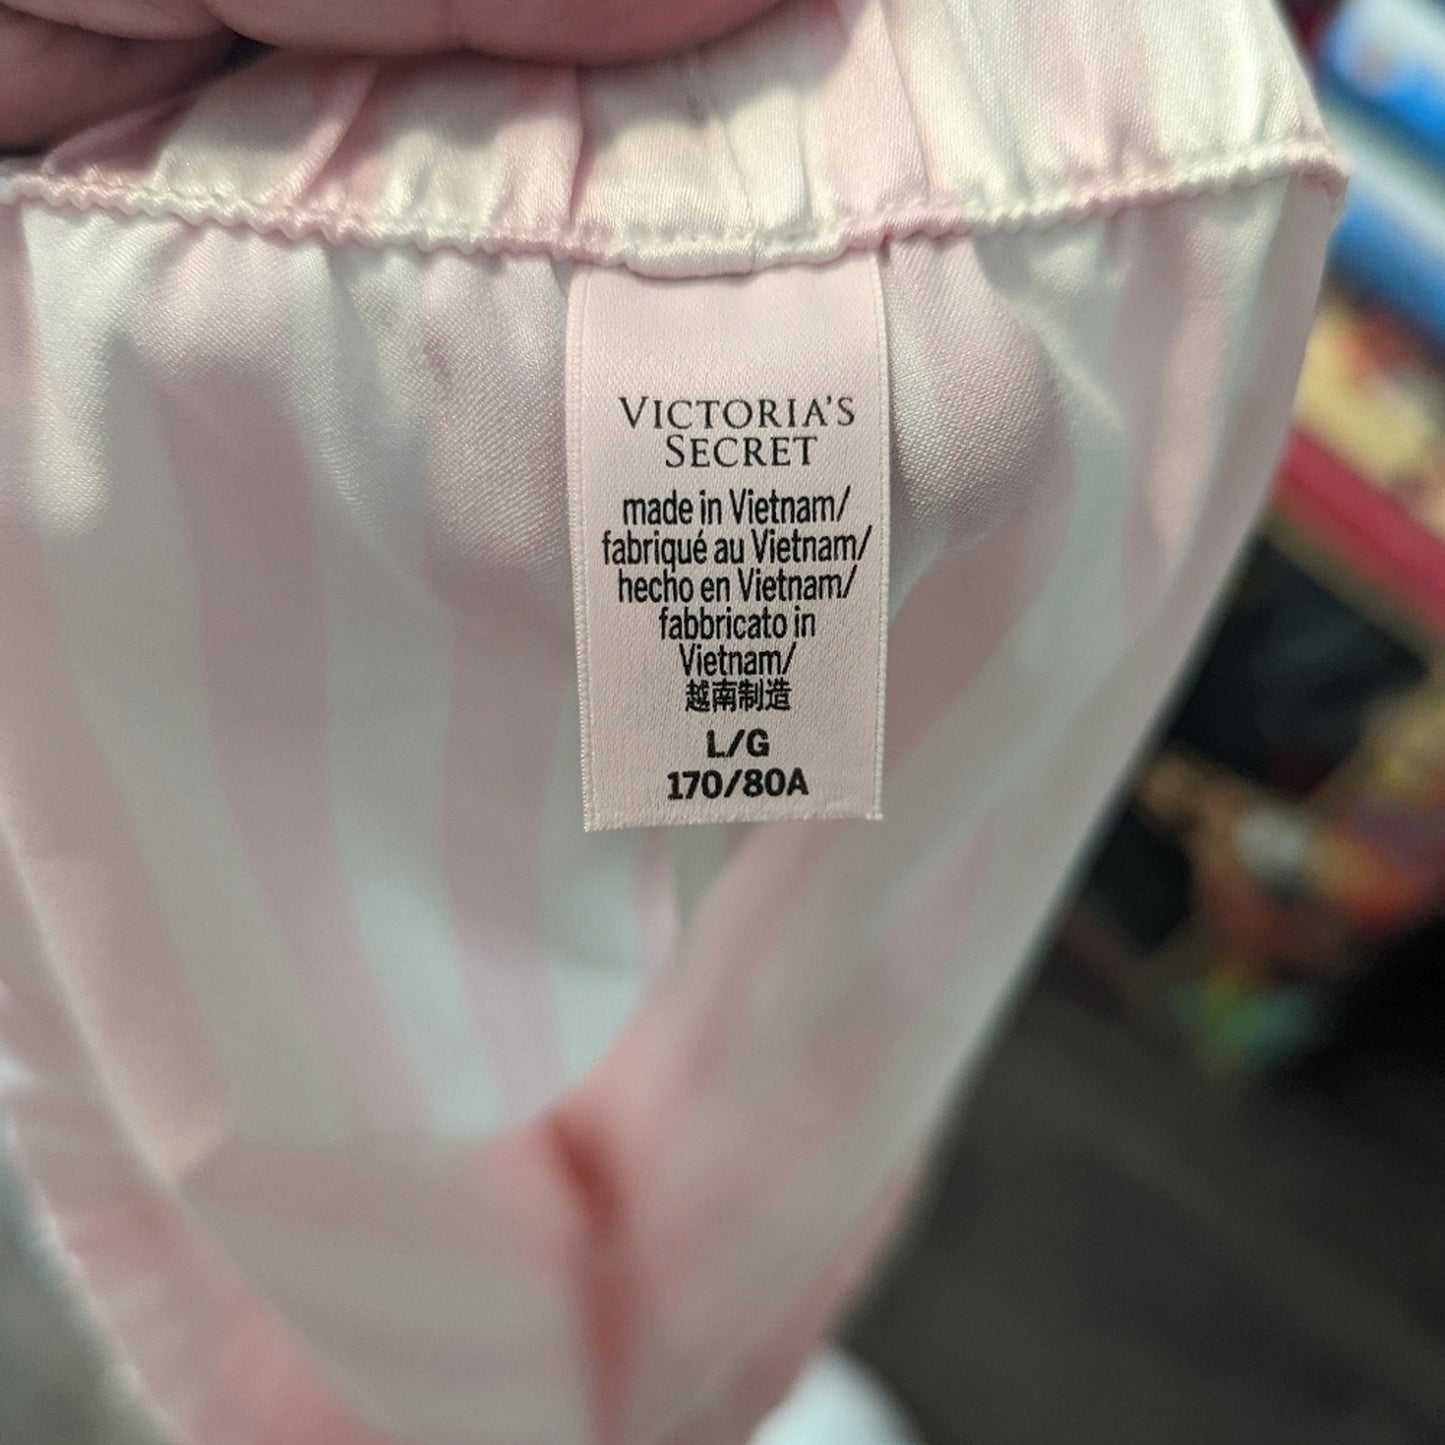 VICTORIA'S
SECRET
made in Vietnam/
fabriqué au Vietnam/
hecho en Vietnam/
fabbricato in
Vietnam/
越南制造
L/G
170/80A